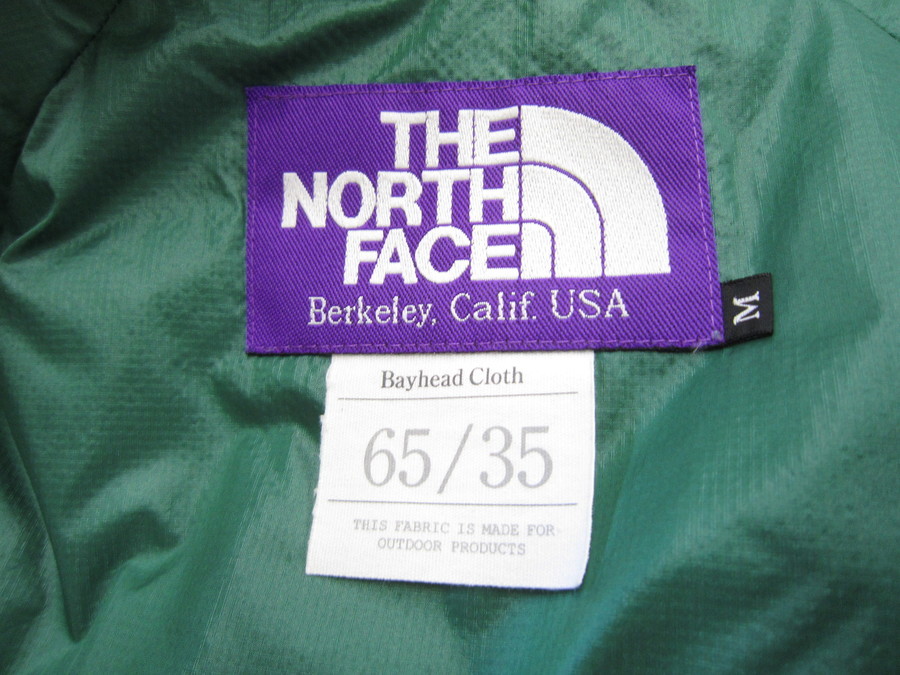 THE
NORTH
FACE
Berkeley, Calif. USA
M
Bayhead Cloth
65/35
THIS FABRIC IS MADE FOR
OUTDOOR PRODUCTS